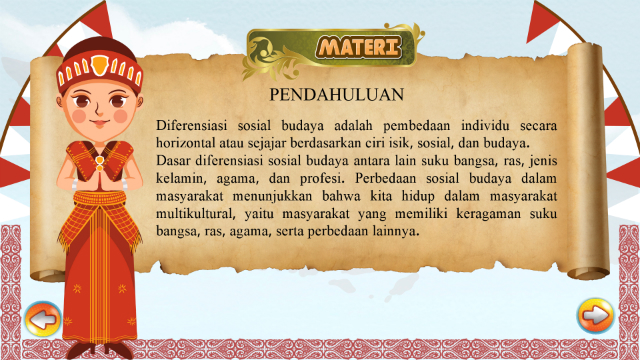 MATERI
PENDAHULUAN
Diferensiasi sosial budaya adalah pembedaan individu secara
horizontal atau sejajar berdasarkan ciri isik, sosial, dan budaya.
Dasar diferensiasi sosial budaya antara lain suku bangsa, ras, jenis
kelamin, agama, dan profesi. Perbedaan sosial budaya dalam
masyarakat menunjukkan bahwa kita hidup dalam masyarakat
multikultural, yaitu masyarakat yang memiliki keragaman suku
bangsa, ras, agama, serta perbedaan lainnya.